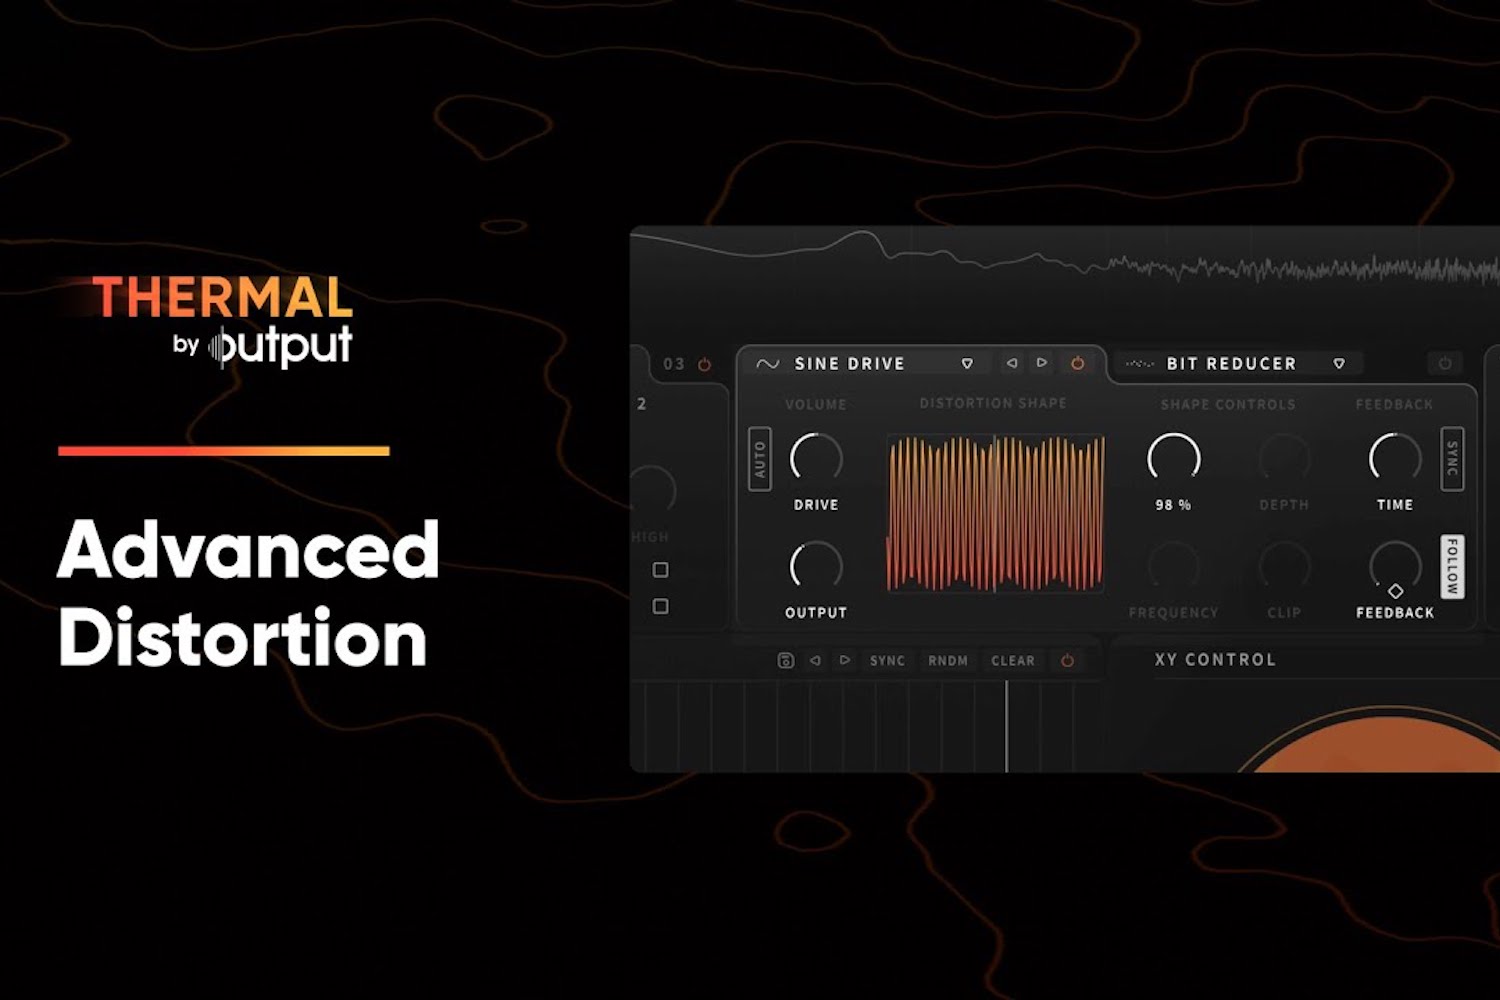 THERMAL
by output
Advanced
Distortion
03
SINE DRIVE
BIT REDUCER
2
VOLUME
DISTORTION SHAPE
SHAPE CONTROLS
FEEDBACK
AUTO
SYNC
DRIVE
98 %
DEPTH
TIME
HIGH
FOLLOW
OUTPUT
FREQUENCY
CLIP
FEEDBACK
SYNC
RNDM
CLEAR
XY CONTROL